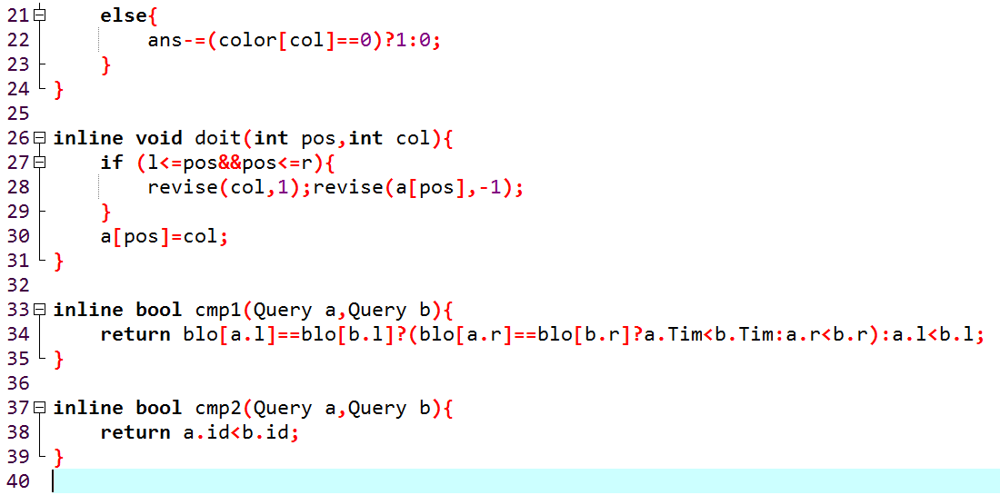 21 else{
22 ans-=(color[col]==0)?1:0;
23 }
24 }
25
26 inline void doit(int pos,int col){
27 if (l<=pos&&pos<=r){
28 revise(col,1);revise(a[pos],-1);
29 }
30 a[pos]=col;
31 }
32
33 inline bool cmp1(Query a,Query b){
34 return blo[a.l]==blo[b.l]?(blo[a.r]==blo[b.r]?a.Tim<b.Tim:a.r<b.r):a.l<b.l;
35 }
36
37 inline bool cmp2(Query a,Query b){
38 return a.id<b.id;
39 }
40